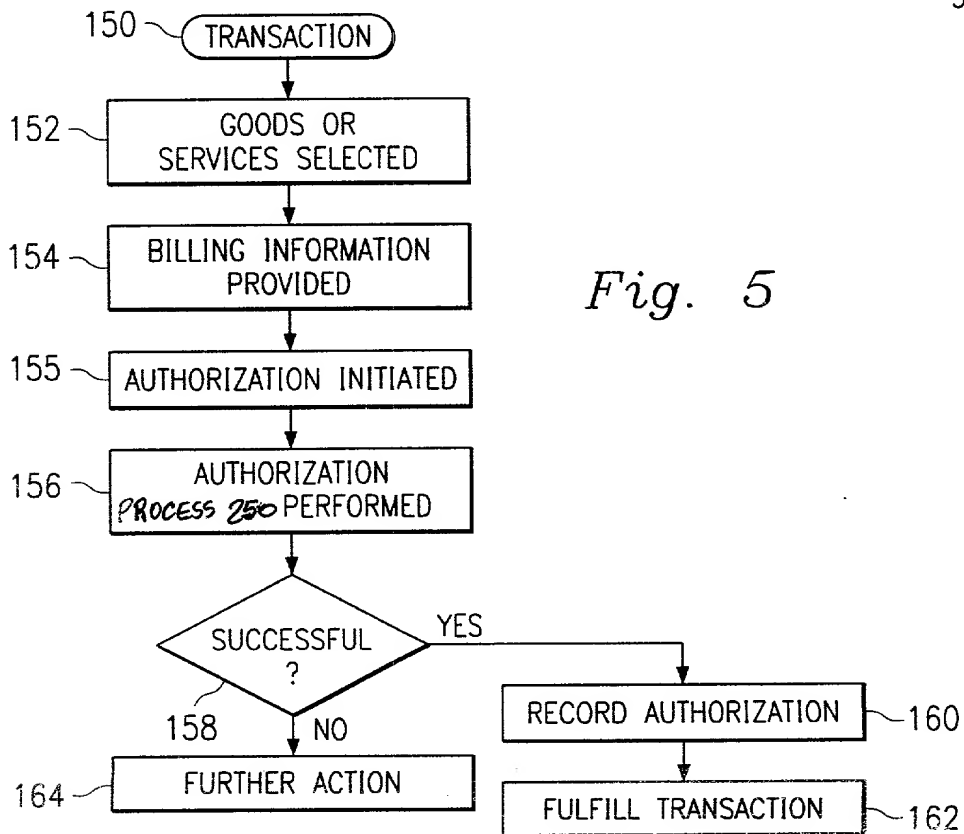 150
TRANSACTION
152
GOODS OR
SERVICES SELECTED
154
BILLING INFORMATION
PROVIDED
Fig. 5
155
AUTHORIZATION INITIATED
156
AUTHORIZATION
PROCESS 250 PERFORMED
SUCCESSFUL
?
YES
158
NO
RECORD AUTHORIZATION
160
164
FURTHER ACTION
FULFILL TRANSACTION
162